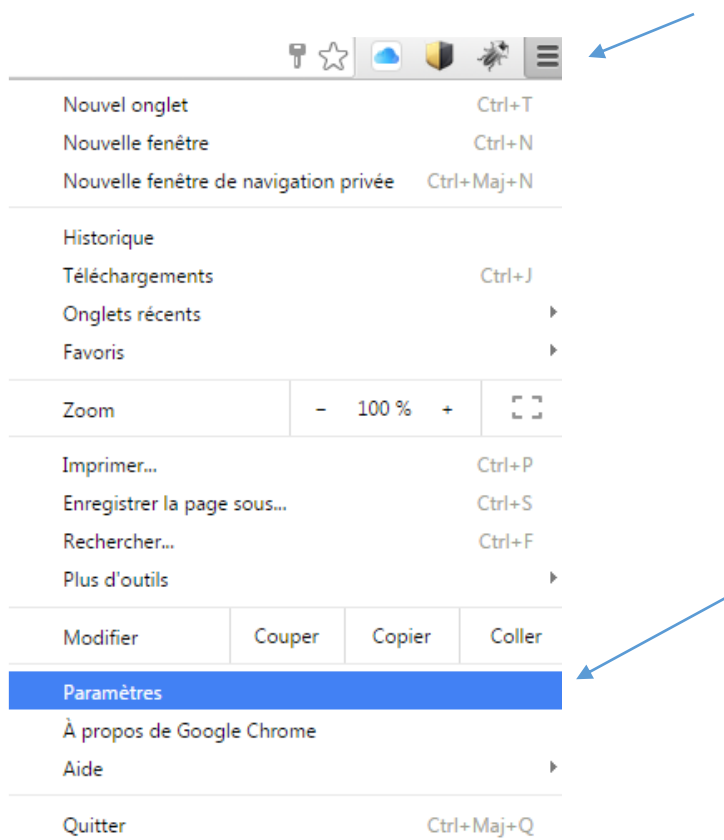 Nouvel onglet Ctrl+T
Nouvelle fenêtre Ctrl+N
Nouvelle fenêtre de navigation privée Ctrl+Maj+N
Historique
Téléchargements Ctrl+J
Onglets récents
Favoris
Zoom - 100 % +
Imprimer... Ctrl+P
Enregistrer la page sous... Ctrl+S
Rechercher... Ctrl+F
Plus d'outils
Modifier Couper Copier Coller
Paramètres
À propos de Google Chrome
Aide
Quitter Ctrl+Maj+Q